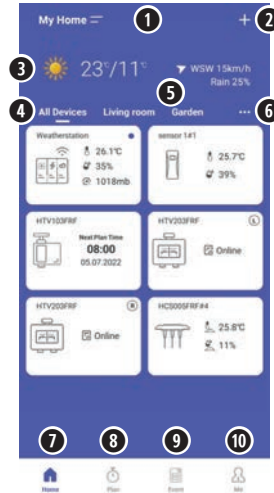 My Home
1
2
3
23°/11°
WSW 15km/h
Rain 25%
4
5
6
All Devices Living room Garden ...
Weatherstation
26.1°C
35%
1018mb
sensor 1#1
25.7°C
39%
HTV103FRF
Next Plan Time
08:00
05.07.2022
HTV203FRF
L
Online
HTV203FRF
R
Online
HCS005FRF#4
25.8°C
11%
7
8
9
10
Home
Plan
Event
Me